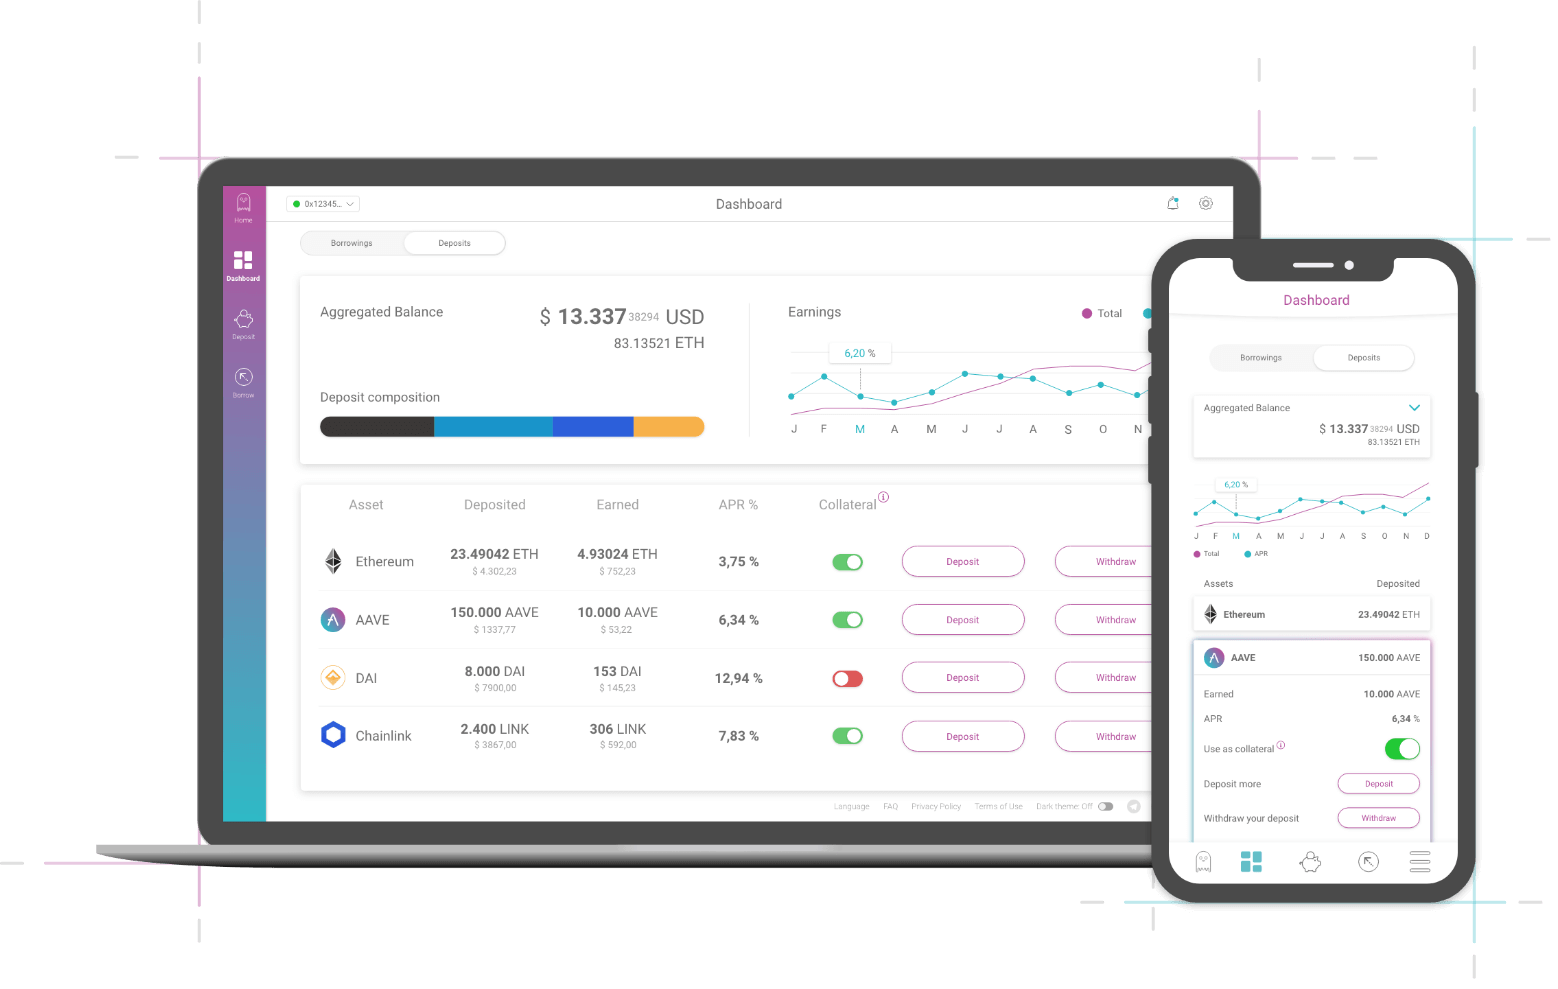 Home
Dashboard
Deposit
Borrow
0x12345...
Dashboard
Borrowings
Deposits
Aggregated Balance
$ 13.337 38294 USD
83.13521 ETH
Deposit composition
Earnings
Total
6,20 %
J F M A M J J A S O N
Asset Deposited Earned APR % Collateral
Ethereum 23.49042 ETH 4.93024 ETH 3,75 % Deposit Withdraw
$ 4.302,23 $ 752,23
AAVE 150.000 AAVE 10.000 AAVE 6,34 % Deposit Withdraw
$ 1337,77 $ 53,22
DAI 8.000 DAI 153 DAI 12,94 % Deposit Withdraw
$ 7900,00 $ 145,23
Chainlink 2.400 LINK 306 LINK 7,83 % Deposit Withdraw
$ 3867,00 $ 592,00
Language FAQ Privacy Policy Terms of Use Dark theme: Off
Dashboard
Borrowings Deposits
Aggregated Balance
$ 13.337 38294 USD
83.13521 ETH
6,20 %
J F M A M J J A S O N D
Total APR
Assets Deposited
Ethereum 23.49042 ETH
AAVE 150.000 AAVE
Earned 10.000 AAVE
APR 6,34 %
Use as collateral
Deposit more Deposit
Withdraw your deposit Withdraw